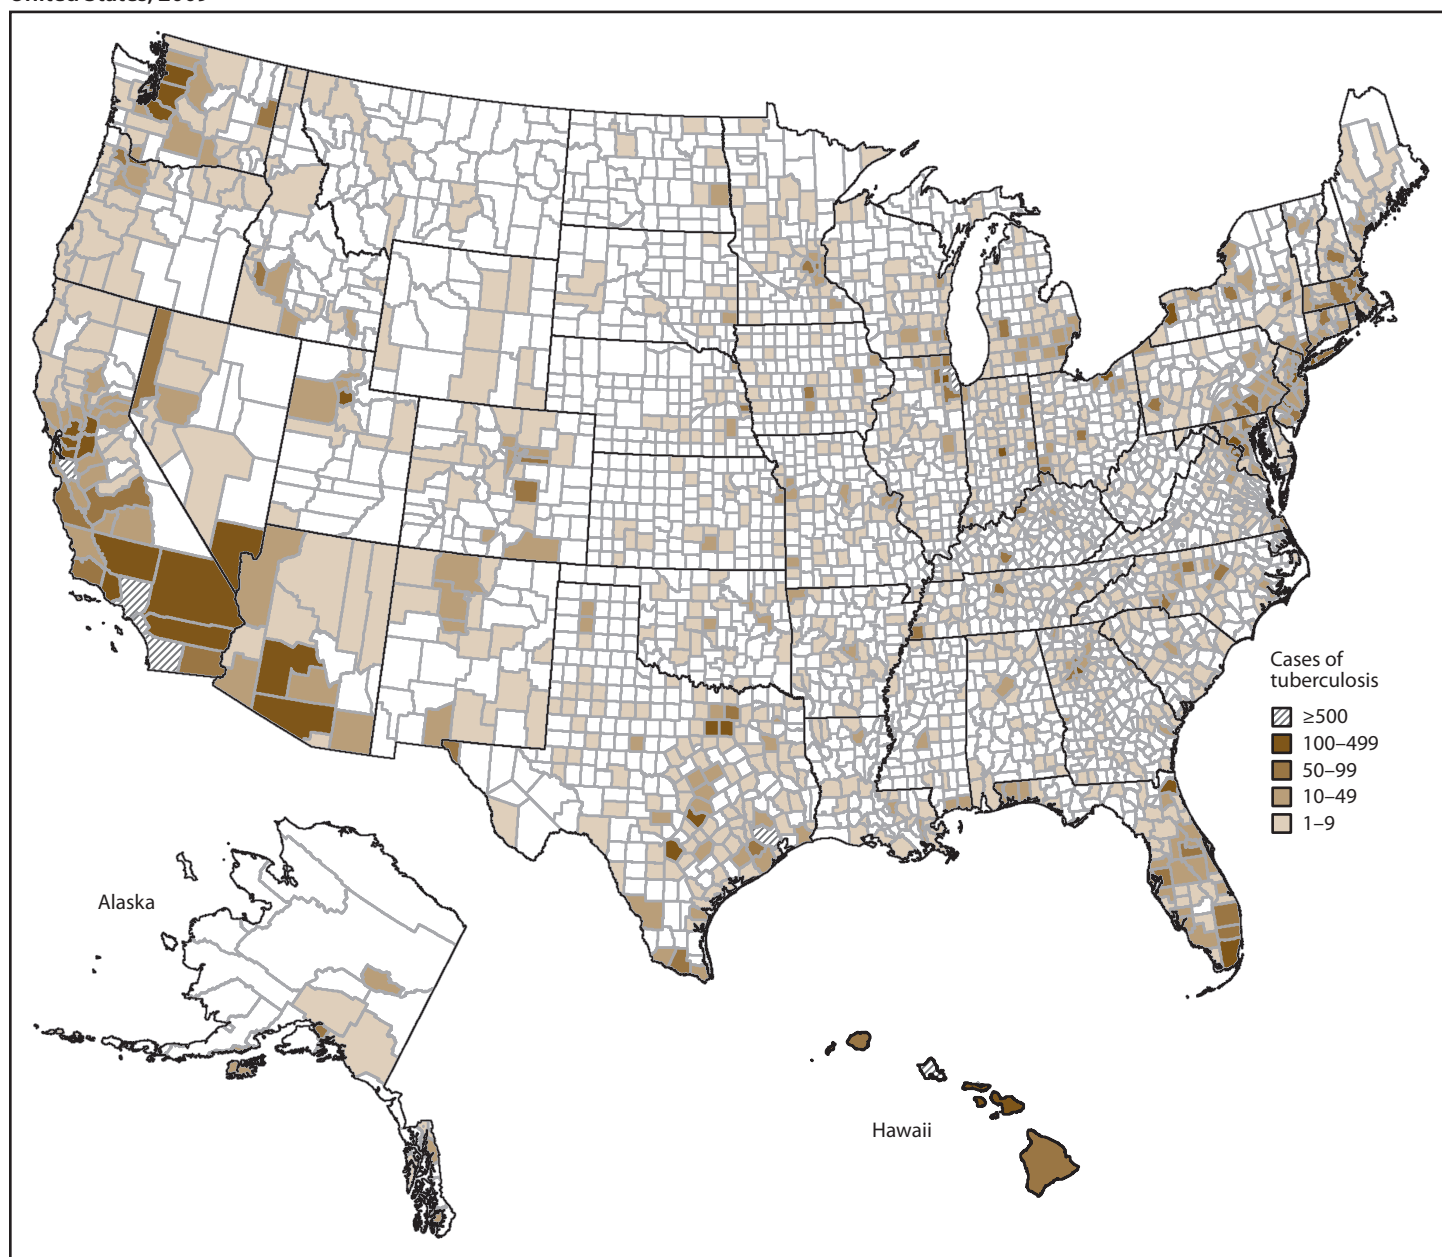 Alaska
Hawaii
Cases of
tuberculosis
≥500
100–499
50–99
10–49
1–9